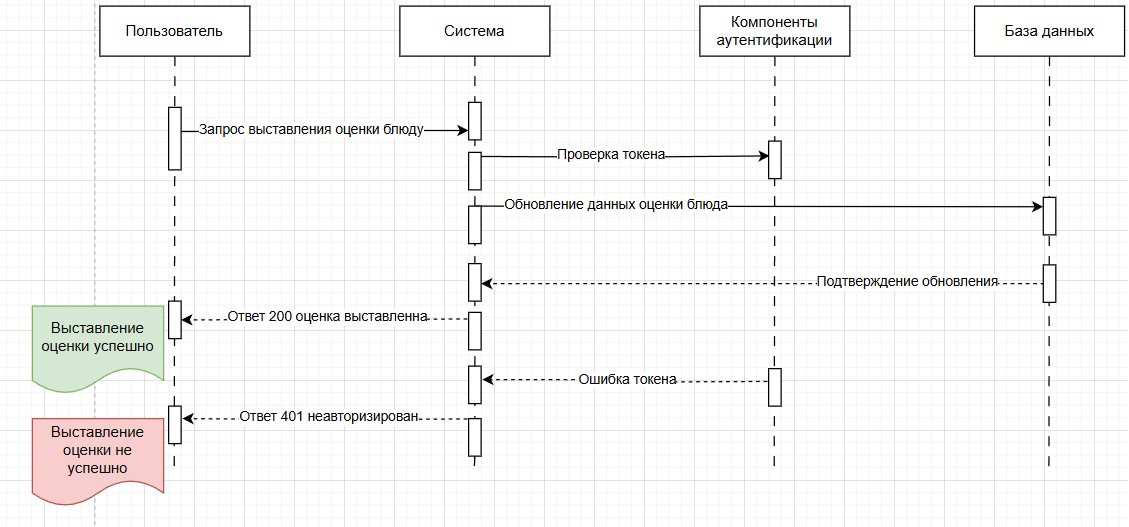 Пользователь
Система
Компоненты
аутентификации
База данных
Запрос выставления оценки блюду
Проверка токена
Обновление данных оценки блюда
Подтверждение обновления
Ответ 200 оценка выставленна
Выставление
оценки успешно
Ошибка токена
Ответ 401 неавторизирован
Выставление
оценки не
успешно